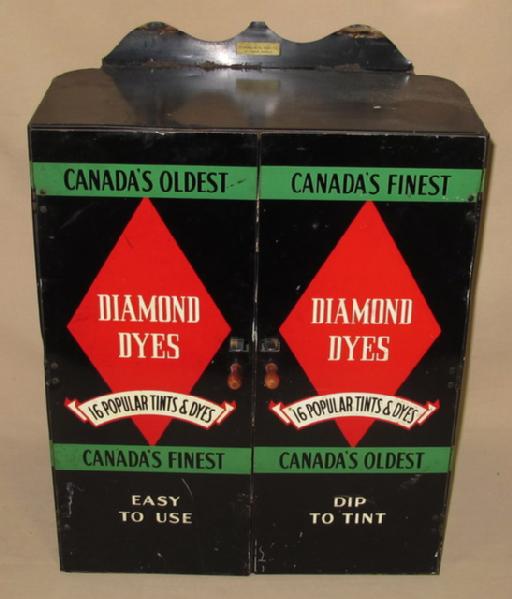 CANADA'S OLDEST
DIAMOND
DYES
16 POPULAR TINTS & DYES
CANADA'S FINEST
EASY
TO USE
CANADA'S FINEST
DIAMOND
DYES
16 POPULAR TINTS & DYES
CANADA'S OLDEST
DIP
TO TINT